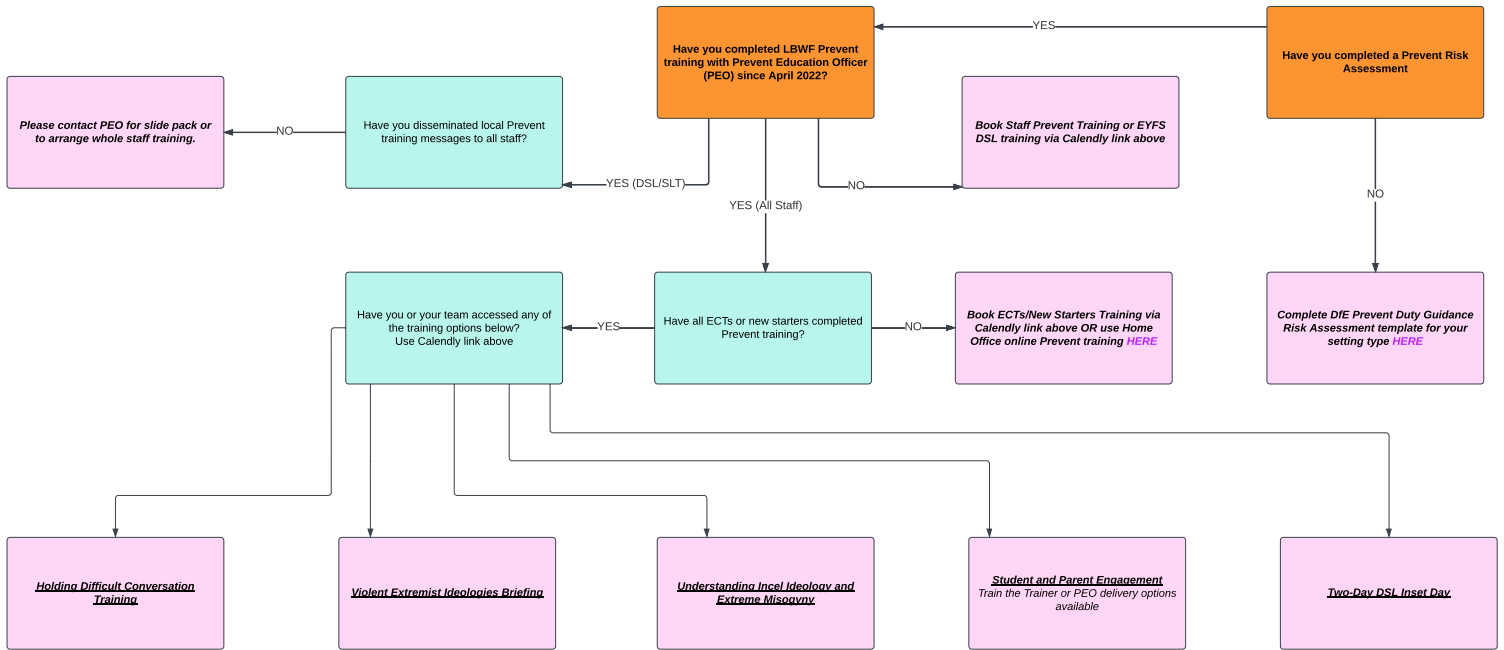 YES
Have you completed LBWF Prevent
training with Prevent Education Officer
(PEO) since April 2022?
Have you completed a Prevent Risk
Assessment
Please contact PEO for slide pack or
to arrange whole staff training.
NO
Have you disseminated local Prevent
training messages to all staff?
Book Staff Prevent Training or EYFS
DSL training via Calendly link above
YES (DSL/SLT)
NO
NO
YES (All Staff)
Have you or your team accessed any of
the training options below?
Use Calendly link above
YES
Have all ECTs or new starters completed
Prevent training?
NO
Book ECTs/New Starters Training via
Calendly link above OR use Home
Office online Prevent training HERE
Complete DfE Prevent Duty Guidance
Risk Assessment template for your
setting type HERE
Holding Difficult Conversation
Training
Violent Extremist Ideologies Briefing
Understanding Incel Ideology and
Extreme Misogyny
Student and Parent Engagement
Train the Trainer or PEO delivery options
available
Two-Day DSL Inset Day